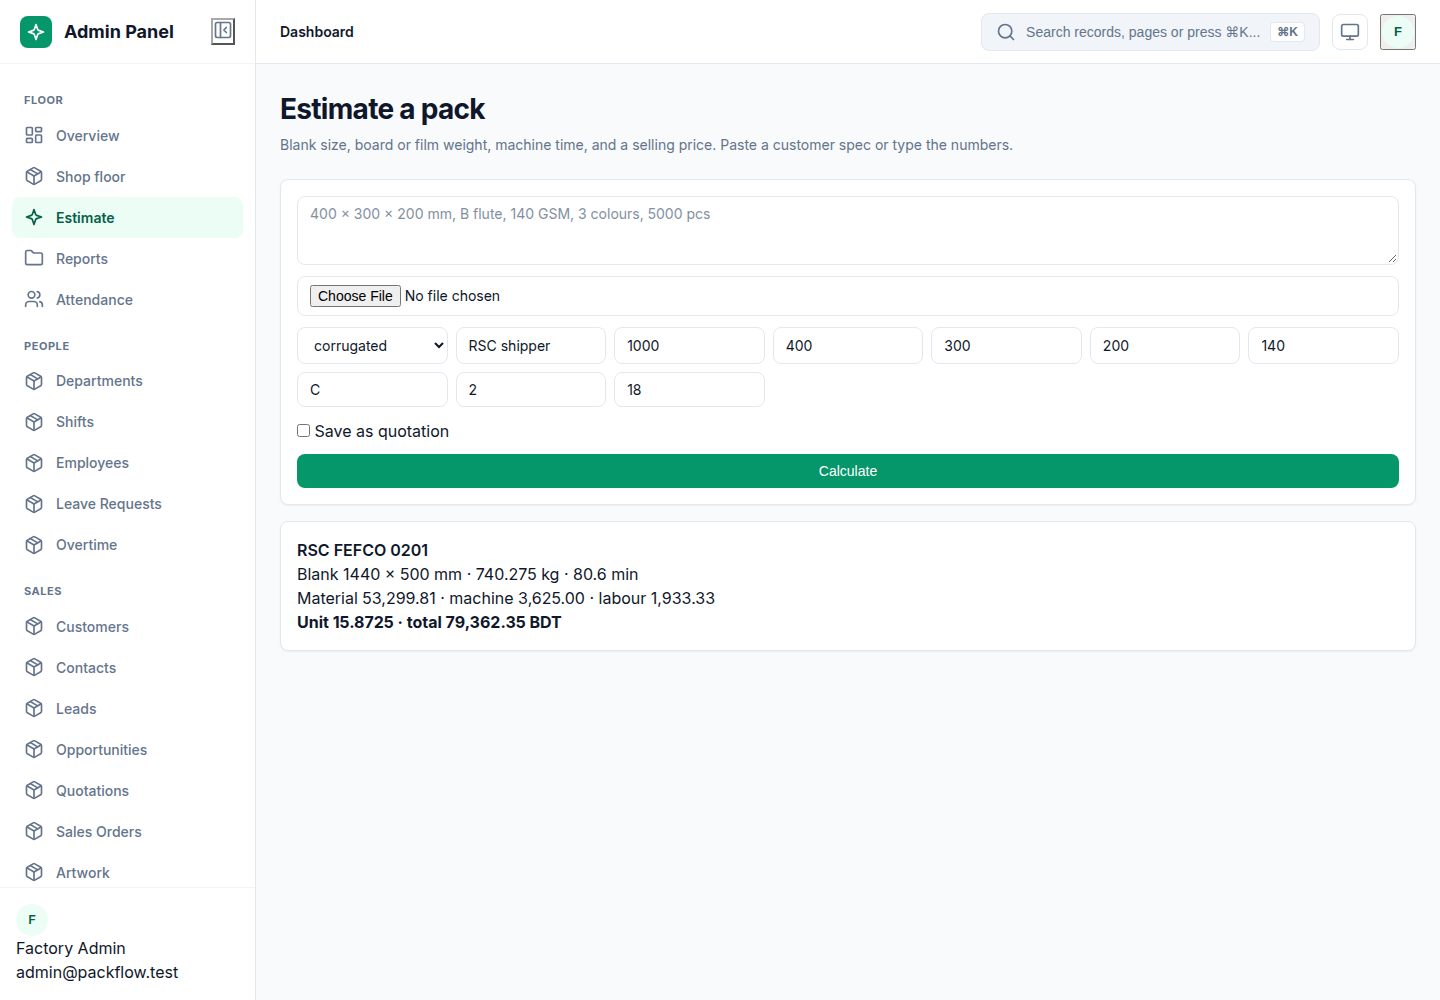 Admin Panel
Dashboard
Search records, pages or press ⌘K...
⌘K
F
FLOOR
Overview
Shop floor
Estimate
Reports
Attendance
PEOPLE
Departments
Shifts
Employees
Leave Requests
Overtime
SALES
Customers
Contacts
Leads
Opportunities
Quotations
Sales Orders
Artwork
F
Factory Admin
admin@packflow.test
Estimate a pack
Blank size, board or film weight, machine time, and a selling price. Paste a customer spec or type the numbers.
400 × 300 × 200 mm, B flute, 140 GSM, 3 colours, 5000 pcs
Choose File No file chosen
corrugated RSC shipper 1000 400 300 200 140
C 2 18
Save as quotation
Calculate
RSC FEFCO 0201
Blank 1440 × 500 mm · 740.275 kg · 80.6 min
Material 53,299.81 · machine 3,625.00 · labour 1,933.33
Unit 15.8725 · total 79,362.35 BDT